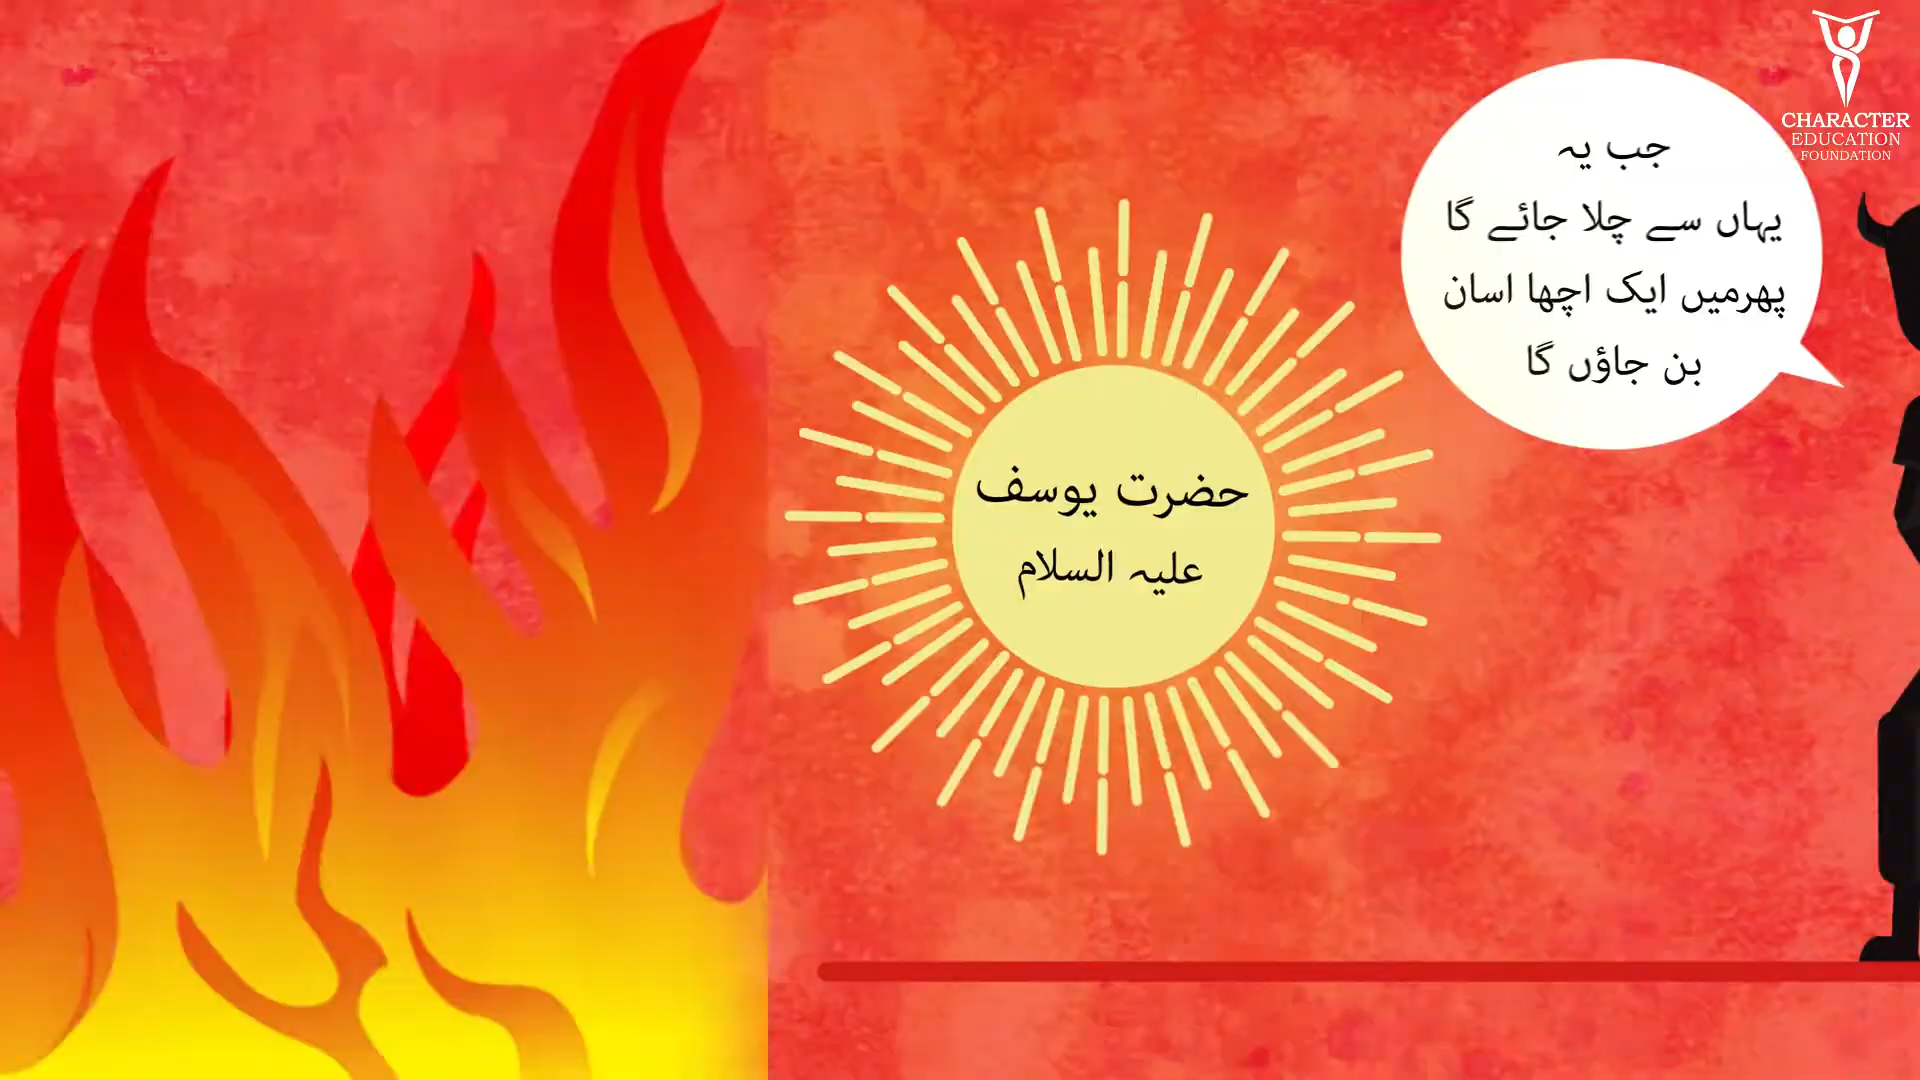 CHARACTER
EDUCATION
FOUNDATION
جب یہ
یہاں سے چلا جائے گا
پھرمیں ایک اچھا اسان
بن جاؤں گا
حضرت یوسف
علیہ السلام